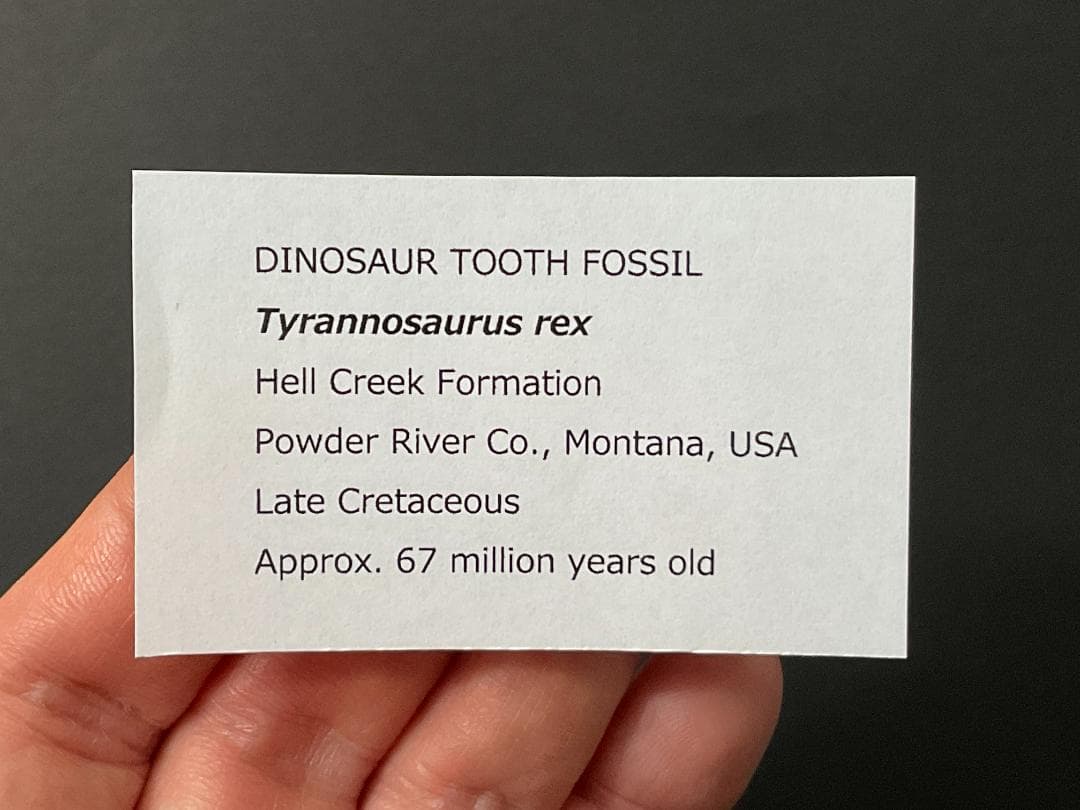 DINOSAUR TOOTH FOSSIL
Tyrannosaurus rex
Hell Creek Formation
Powder River Co., Montana, USA
Late Cretaceous
Approx. 67 million years old